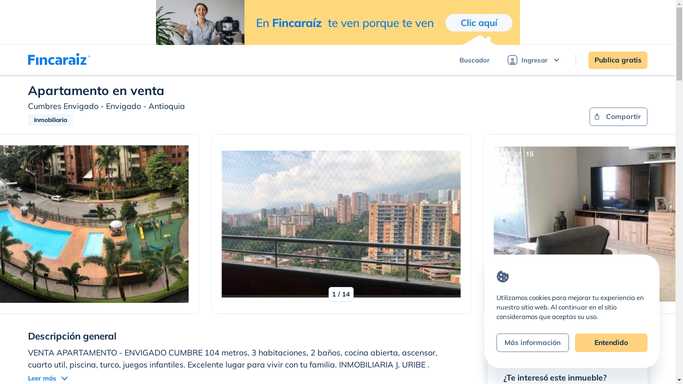 En Fincaraíz te ven porque te ven
Clic aquí
Fincaraíz
Buscador
Ingresar
Publica gratis
Apartamento en venta
Cumbres Envigado - Envigado - Antioquia
Inmobiliaria
Compartir
1 / 14
Utilizamos cookies para mejorar tu experiencia en
nuestro sitio web. Al continuar en el sitio
consideramos que aceptas su uso.
Más información
Entendido
Descripción general
VENTA APARTAMENTO - ENVIGADO CUMBRE 104 metros, 3 habitaciones, 2 baños, cocina abierta, ascensor,
cuarto util, piscina, turco, juegos infantiles. Excelente lugar para vivir con tu familia. INMOBILIARIA J. URIBE .
Leer más
¿Te interesó este inmueble?